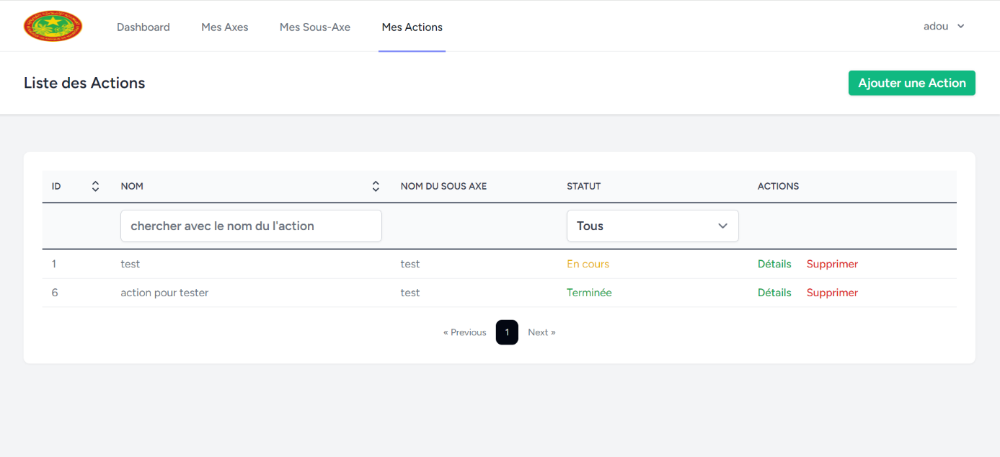 Dashboard Mes Axes Mes Sous-Axe Mes Actions adou
Liste des Actions Ajouter une Action
ID NOM NOM DU SOUS AXE STATUT ACTIONS
chercher avec le nom du l'action Tous
1 test test En cours Détails Supprimer
6 action pour tester test Terminée Détails Supprimer
« Previous 1 Next »